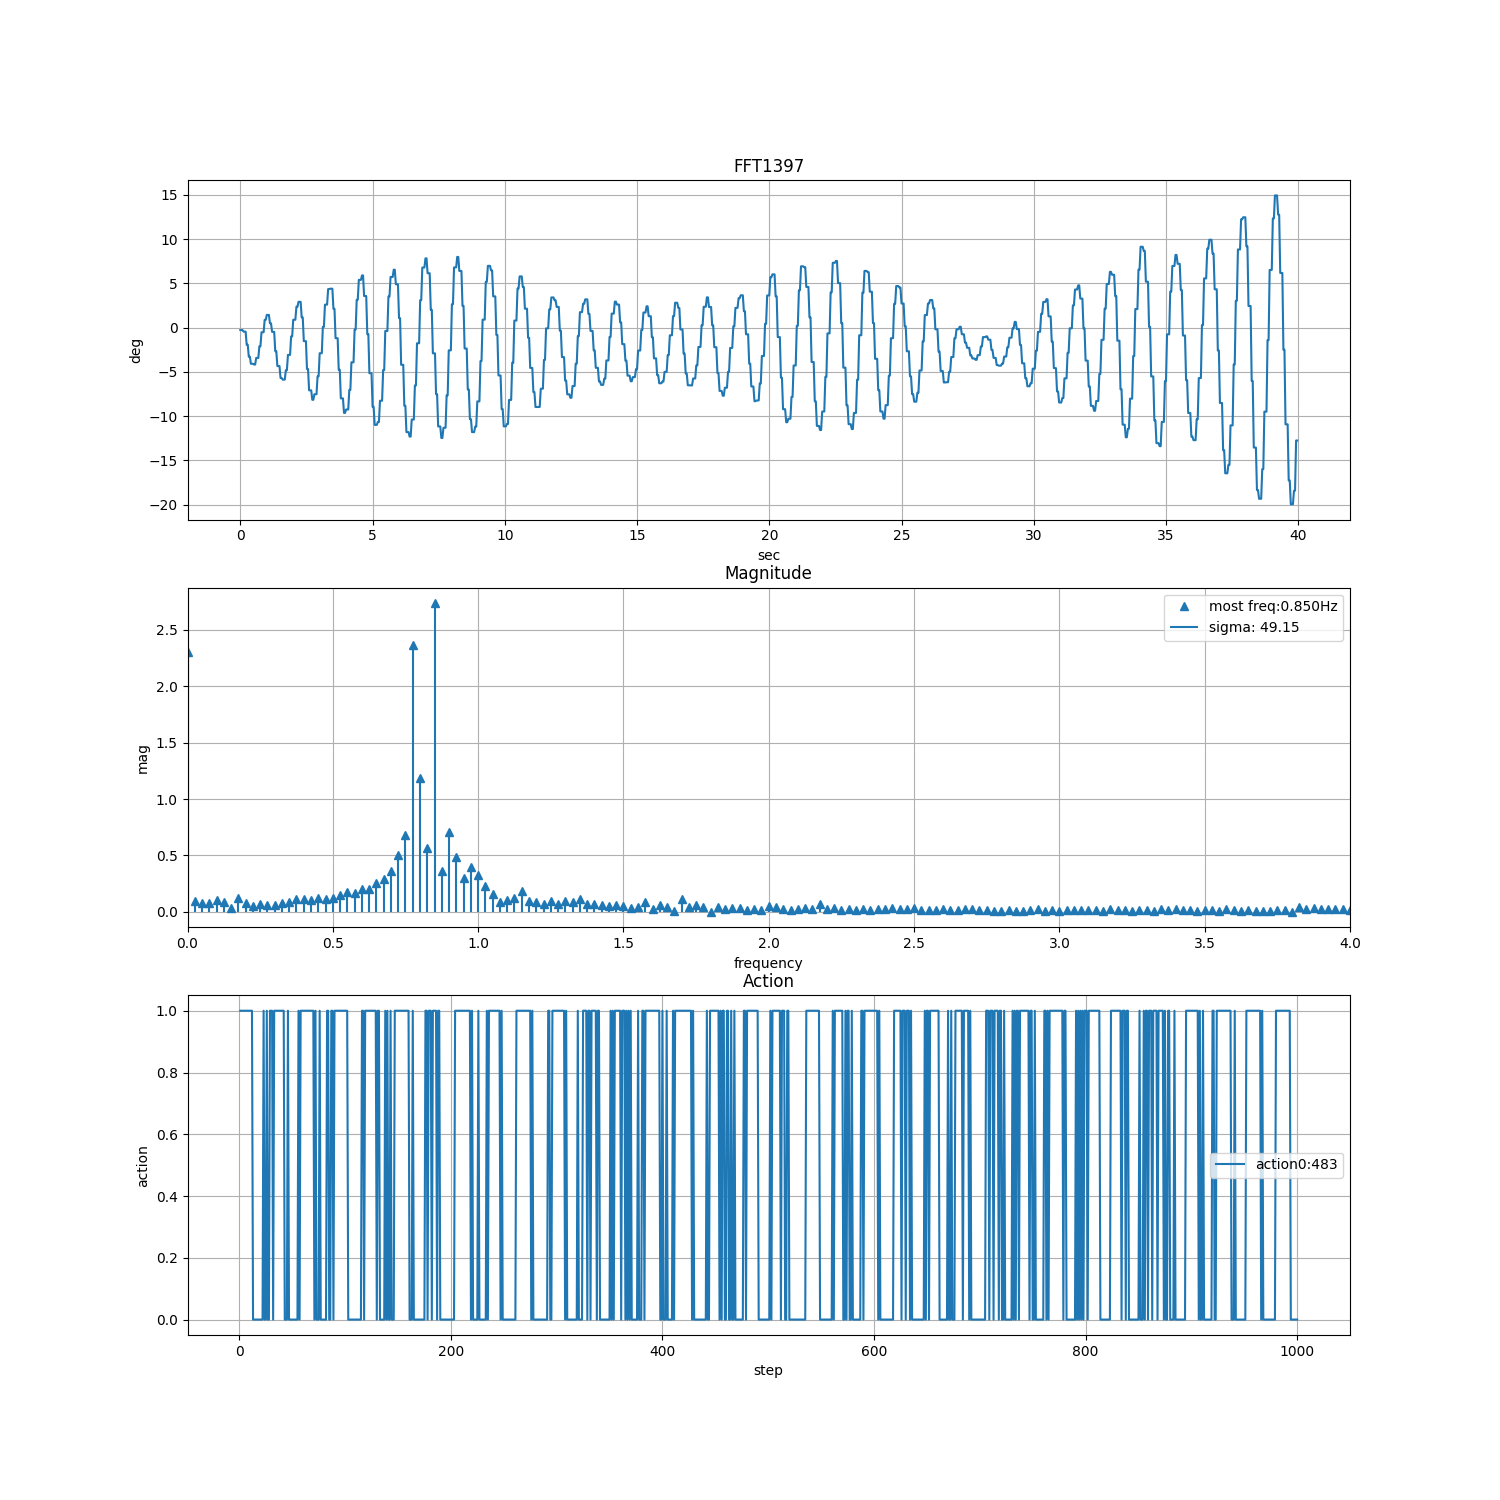 FFT1397
15
10
5
0
−5
−10
−15
−20
deg
0 5 10 15 20 25 30 35 40
sec
Magnitude
most freq:0.850Hz
sigma: 49.15
2.5
2.0
1.5
1.0
0.5
0.0
mag
0.0 0.5 1.0 1.5 2.0 2.5 3.0 3.5 4.0
frequency
Action
1.0
0.8
0.6
0.4
0.2
0.0
action
action0:483
0 200 400 600 800 1000
step